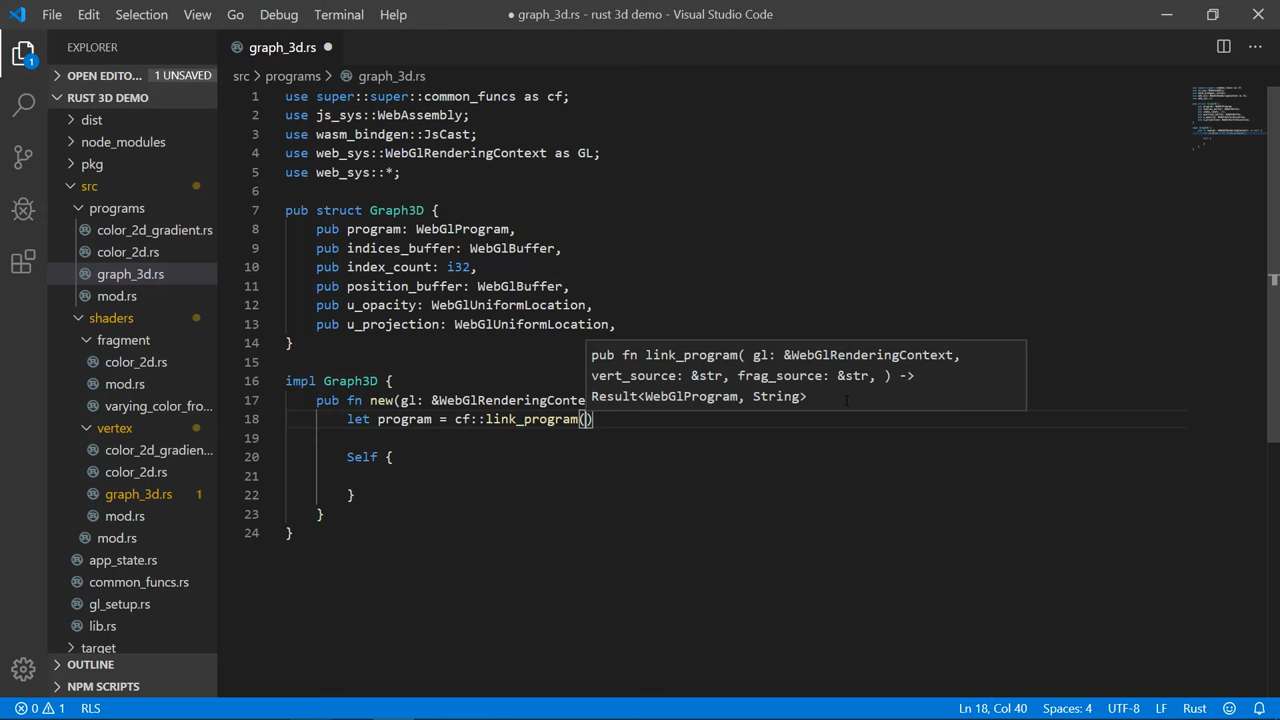 File Edit Selection View Go Debug Terminal Help
● graph_3d.rs - rust 3d demo - Visual Studio Code
EXPLORER
graph_3d.rs
1
OPEN EDITO... 1 UNSAVED
src > programs > graph_3d.rs
RUST 3D DEMO
dist
node_modules
pkg
src
programs
color_2d_gradient.rs
color_2d.rs
graph_3d.rs
mod.rs
shaders
fragment
color_2d.rs
mod.rs
varying_color_fro...
vertex
color_2d_gradien...
color_2d.rs
graph_3d.rs 1
mod.rs
mod.rs
app_state.rs
common_funcs.rs
gl_setup.rs
lib.rs
target
OUTLINE
NPM SCRIPTS
1 use super::super::common_funcs as cf;
2 use js_sys::WebAssembly;
3 use wasm_bindgen::JsCast;
4 use web_sys::WebGlRenderingContext as GL;
5 use web_sys::*;
6
7 pub struct Graph3D {
8 pub program: WebGlProgram,
9 pub indices_buffer: WebGlBuffer,
10 pub index_count: i32,
11 pub position_buffer: WebGlBuffer,
12 pub u_opacity: WebGlUniformLocation,
13 pub u_projection: WebGlUniformLocation,
14 }
15
16 impl Graph3D {
17 pub fn new(gl: &WebGlRenderingConte
18 let program = cf::link_program()
19
20 Self {
21
22 }
23 }
24 }
pub fn link_program( gl: &WebGlRenderingContext,
vert_source: &str, frag_source: &str, ) ->
Result<WebGlProgram, String>
0 1 RLS
Ln 18, Col 40 Spaces: 4 UTF-8 LF Rust